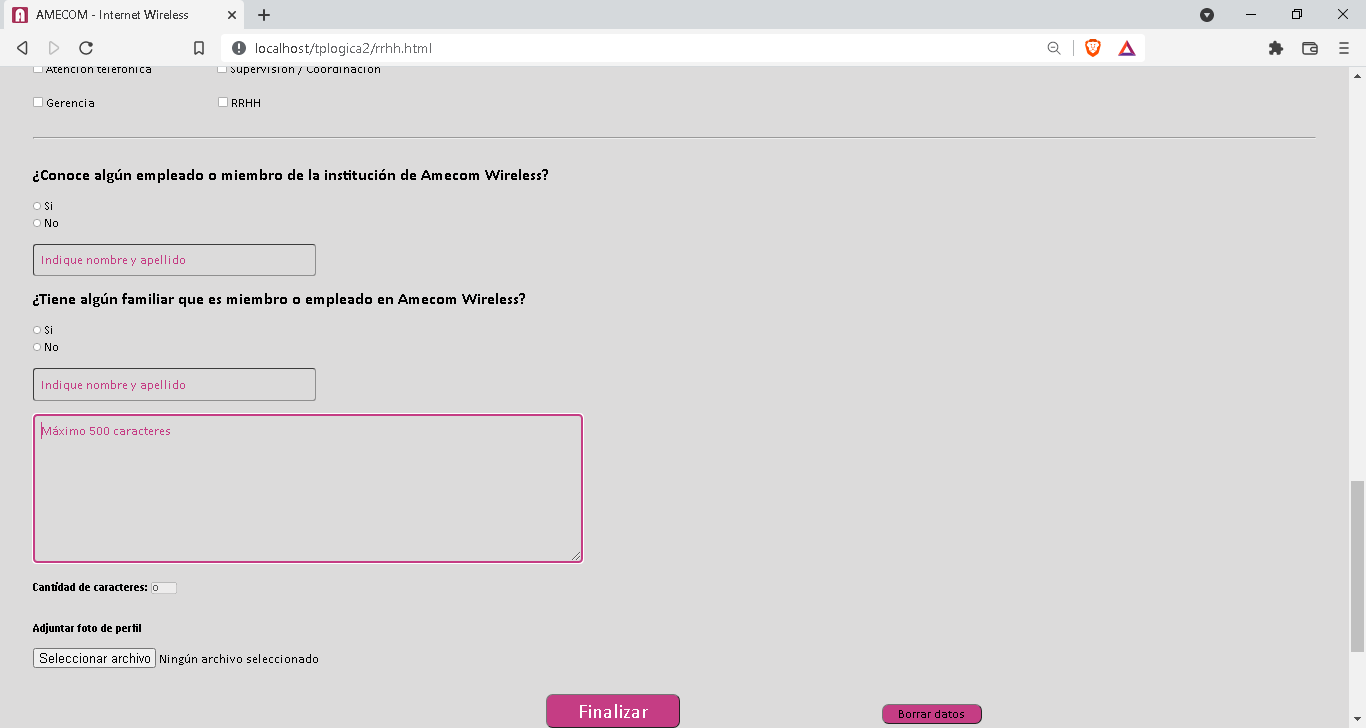 AMECOM - Internet Wireless
localhost/tplogica2/rrhh.html
Atención telefónica Supervisión / Coordinación
Gerencia RRHH
¿Conoce algún empleado o miembro de la institución de Amecom Wireless?
Si
No
Indique nombre y apellido
¿Tiene algún familiar que es miembro o empleado en Amecom Wireless?
Si
No
Indique nombre y apellido
Máximo 500 caracteres
Cantidad de caracteres: 0
Adjuntar foto de perfil
Seleccionar archivo Ningún archivo seleccionado
Finalizar Borrar datos